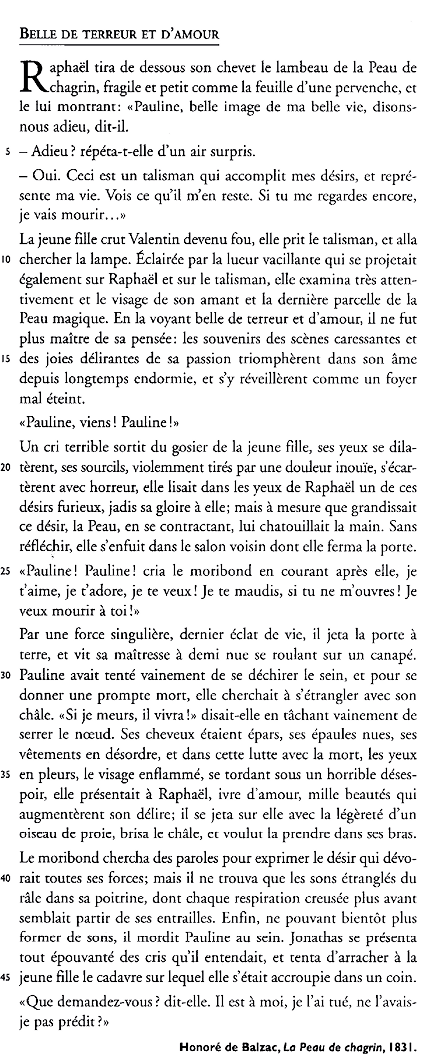 BELLE DE TERREUR ET D'AMOUR
Raphaël tira de dessous son chevet le lambeau de la Peau de
chagrin, fragile et petit comme la feuille d'une pervenche, et
le lui montrant : «Pauline, belle image de ma belle vie, disons-
nous adieu, dit-il.
5 – Adieu ? répéta-t-elle d'un air surpris.
– Oui. Ceci est un talisman qui accomplit mes désirs, et repré-
sente ma vie. Vois ce qu'il m'en reste. Si tu me regardes encore,
je vais mourir...»
La jeune fille crut Valentin devenu fou, elle prit le talisman, et alla
10 chercher la lampe. Éclairée par la lueur vacillante qui se projetait
également sur Raphaël et sur le talisman, elle examina très atten-
tivement et le visage de son amant et la dernière parcelle de la
Peau magique. En la voyant belle de terreur et d'amour, il ne fut
plus maître de sa pensée : les souvenirs des scènes caressantes et
15 des joies délirantes de sa passion triomphèrent dans son âme
depuis longtemps endormie, et s'y réveillèrent comme un foyer
mal éteint.
«Pauline, viens ! Pauline !»
Un cri terrible sortit du gosier de la jeune fille, ses yeux se dila-
20 tèrent, ses sourcils, violemment tirés par une douleur inouïe, s'écar-
tèrent avec horreur, elle lisait dans les yeux de Raphaël un de ces
désirs furieux, jadis sa gloire à elle ; mais à mesure que grandissait
ce désir, la Peau, en se contractant, lui chatouillait la main. Sans
réfléchir, elle s'enfuit dans le salon voisin dont elle ferma la porte.
25 «Pauline ! Pauline ! cria le moribond en courant après elle, je
t'aime, je t'adore, je te veux ! Je te maudis, si tu ne m'ouvres ! Je
veux mourir à toi !»
Par une force singulière, dernier éclat de vie, il jeta la porte à
terre, et vit sa maîtresse à demi nue se roulant sur un canapé.
30 Pauline avait tenté vainement de se déchirer le sein, et pour se
donner une prompte mort, elle cherchait à s'étrangler avec son
châle. «Si je meurs, il vivra !» disait-elle en tâchant vainement de
serrer le nœud. Ses cheveux étaient épars, ses épaules nues, ses
vêtements en désordre, et dans cette lutte avec la mort, les yeux
35 en pleurs, le visage enflammé, se tordant sous un horrible déses-
poir, elle présentait à Raphaël, ivre d'amour, mille beautés qui
augmentèrent son délire ; il se jeta sur elle avec la légèreté d'un
oiseau de proie, brisa le châle, et voulut la prendre dans ses bras.
Le moribond chercha des paroles pour exprimer le désir qui dévo-
40 rait toutes ses forces ; mais il ne trouva que les sons étranglés du
râle dans sa poitrine, dont chaque respiration creusée plus avant
semblait partir de ses entrailles. Enfin, ne pouvant bientôt plus
former de sons, il mordit Pauline au sein. Jonathas se présenta
tout épouvanté des cris qu'il entendait, et tenta d'arracher à la
45 jeune fille le cadavre sur lequel elle s'était accroupie dans un coin.
«Que demandez-vous ? dit-elle. Il est à moi, je l'ai tué, ne l'avais-
je pas prédit ?»
Honoré de Balzac, La Peau de chagrin, 1831.